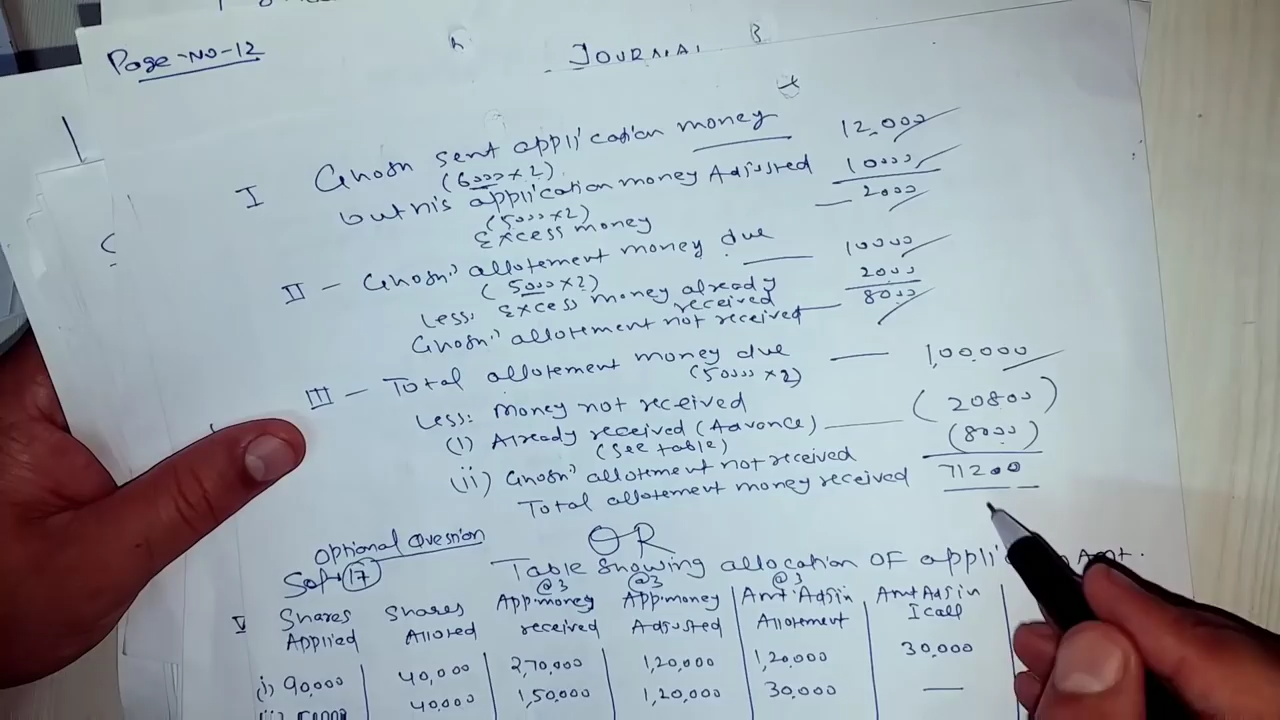 Page-No-12
JOURNAL
I Ghosh sent application money 12,000
(6000 x 2)
but his application money Adjusted 10000
(5000 x 2)
Excess money — 2000
II - Ghosh' allotement money due — 10000
(5000 x 2)
Less: Excess money already received 2000
Ghosh' allotement not received — 8000
III - Total allotement money due — 1,00,000
(50000 x 2)
Less: Money not received
(i) Already received (Advance) — (20800)
(See table)
(ii) Ghosh' allotement not received (8000)
Total allotement money received 71200
Optional Question
OR
Sol 17
Table Showing allocation OF Amt.
V Shares Applied
Shares Alloted
@3 App: money received
@3 App: money Adjusted
@3 Amt: Ads in Allotement
Amt Ads in I call
(i) 90,000 40,000 2,70,000 1,20,000 1,20,000 30,000
40,000 1,50,000 1,20,000 30,000 —